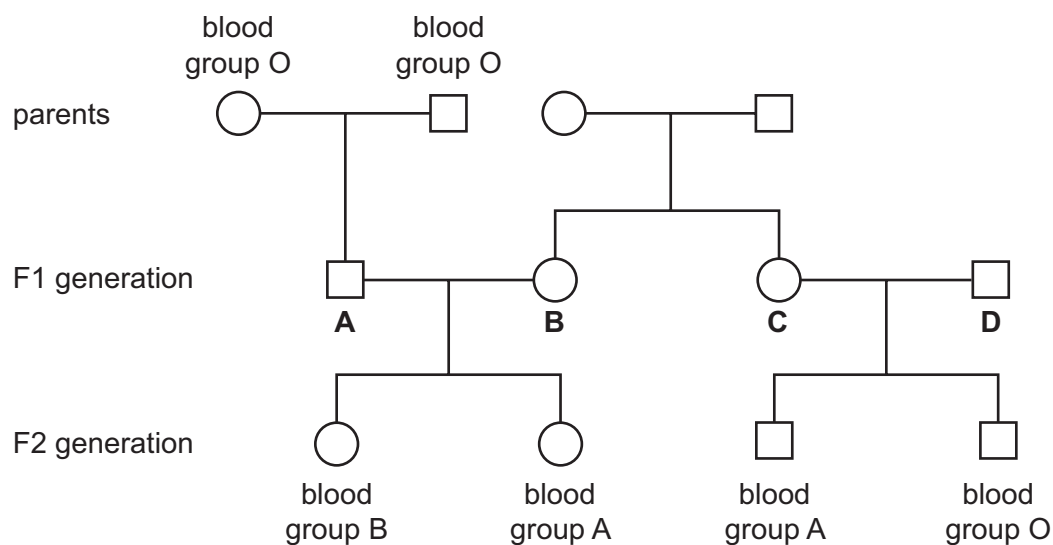 blood
group O
blood
group O
parents
F1 generation
A
B
C
D
F2 generation
blood
group B
blood
group A
blood
group A
blood
group O